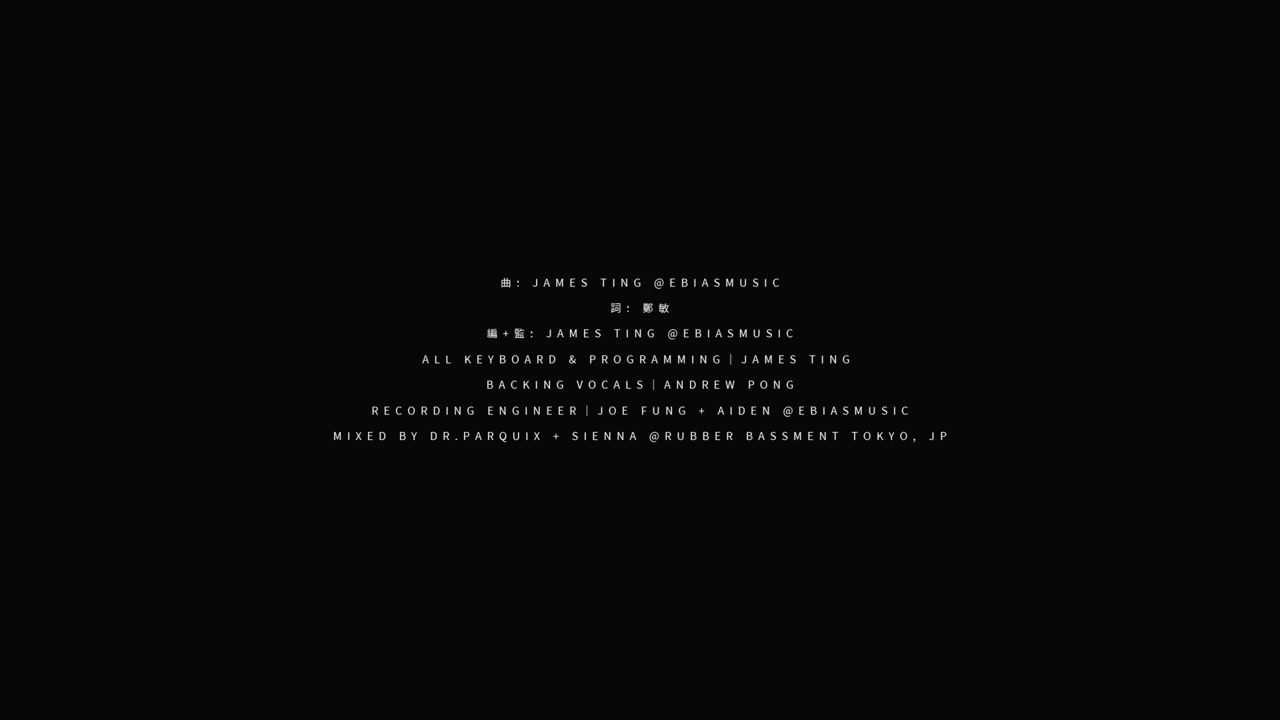 曲: JAMES TING @EBIASMUSIC
詞: 鄭敏
編+監: JAMES TING @EBIASMUSIC
ALL KEYBOARD & PROGRAMMING｜JAMES TING
BACKING VOCALS｜ANDREW PONG
RECORDING ENGINEER｜JOE FUNG + AIDEN @EBIASMUSIC
MIXED BY DR.PARQUIX + SIENNA @RUBBER BASSMENT TOKYO, JP